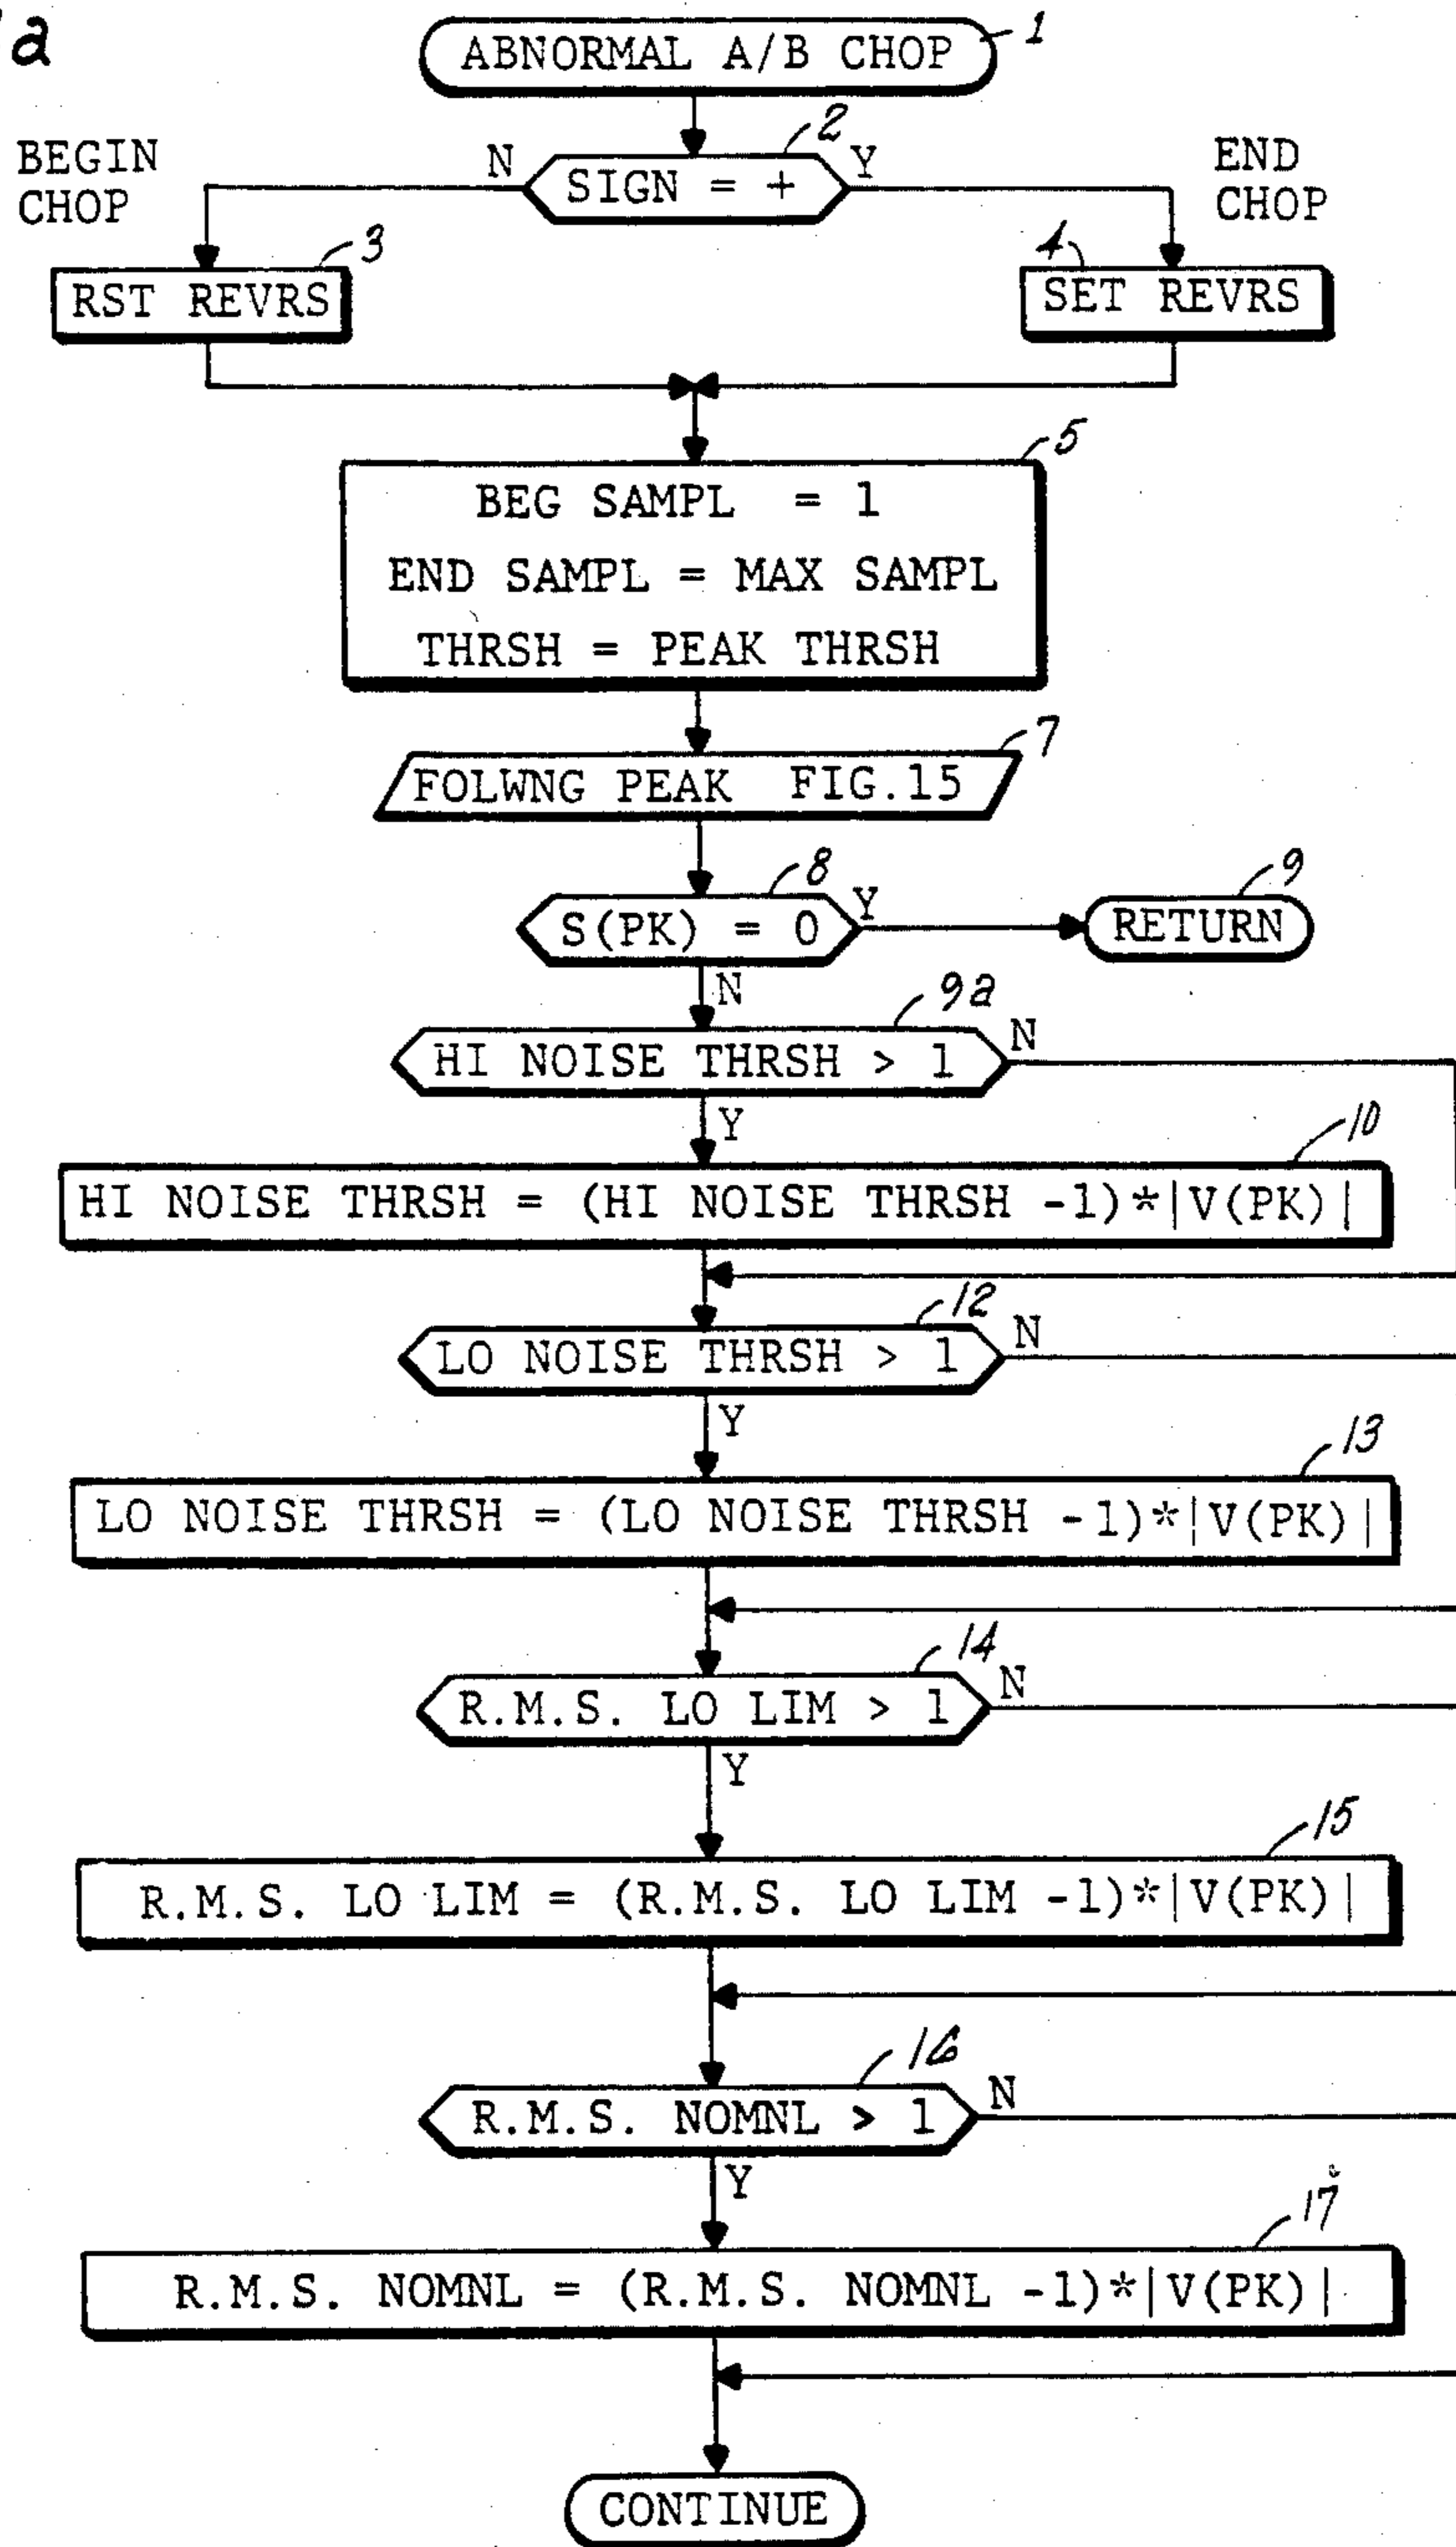 a
ABNORMAL A/B CHOP
1
2
BEGIN
CHOP
N
SIGN = +
Y
END
CHOP
3
4
RST REVRS
SET REVRS
5
BEG SAMPL = 1
END SAMPL = MAX SAMPL
THRSH = PEAK THRSH
7
FOLWNG PEAK FIG.15
8
9
S(PK) = 0
Y
RETURN
N
9a
HI NOISE THRSH > 1
N
Y
10
HI NOISE THRSH = (HI NOISE THRSH -1)*|V(PK)|
12
LO NOISE THRSH > 1
N
Y
13
LO NOISE THRSH = (LO NOISE THRSH -1)*|V(PK)|
14
R.M.S. LO LIM > 1
N
Y
15
R.M.S. LO LIM = (R.M.S. LO LIM -1)*|V(PK)|
16
R.M.S. NOMNL > 1
N
Y
17
R.M.S. NOMNL = (R.M.S. NOMNL -1)*|V(PK)|
CONTINUE